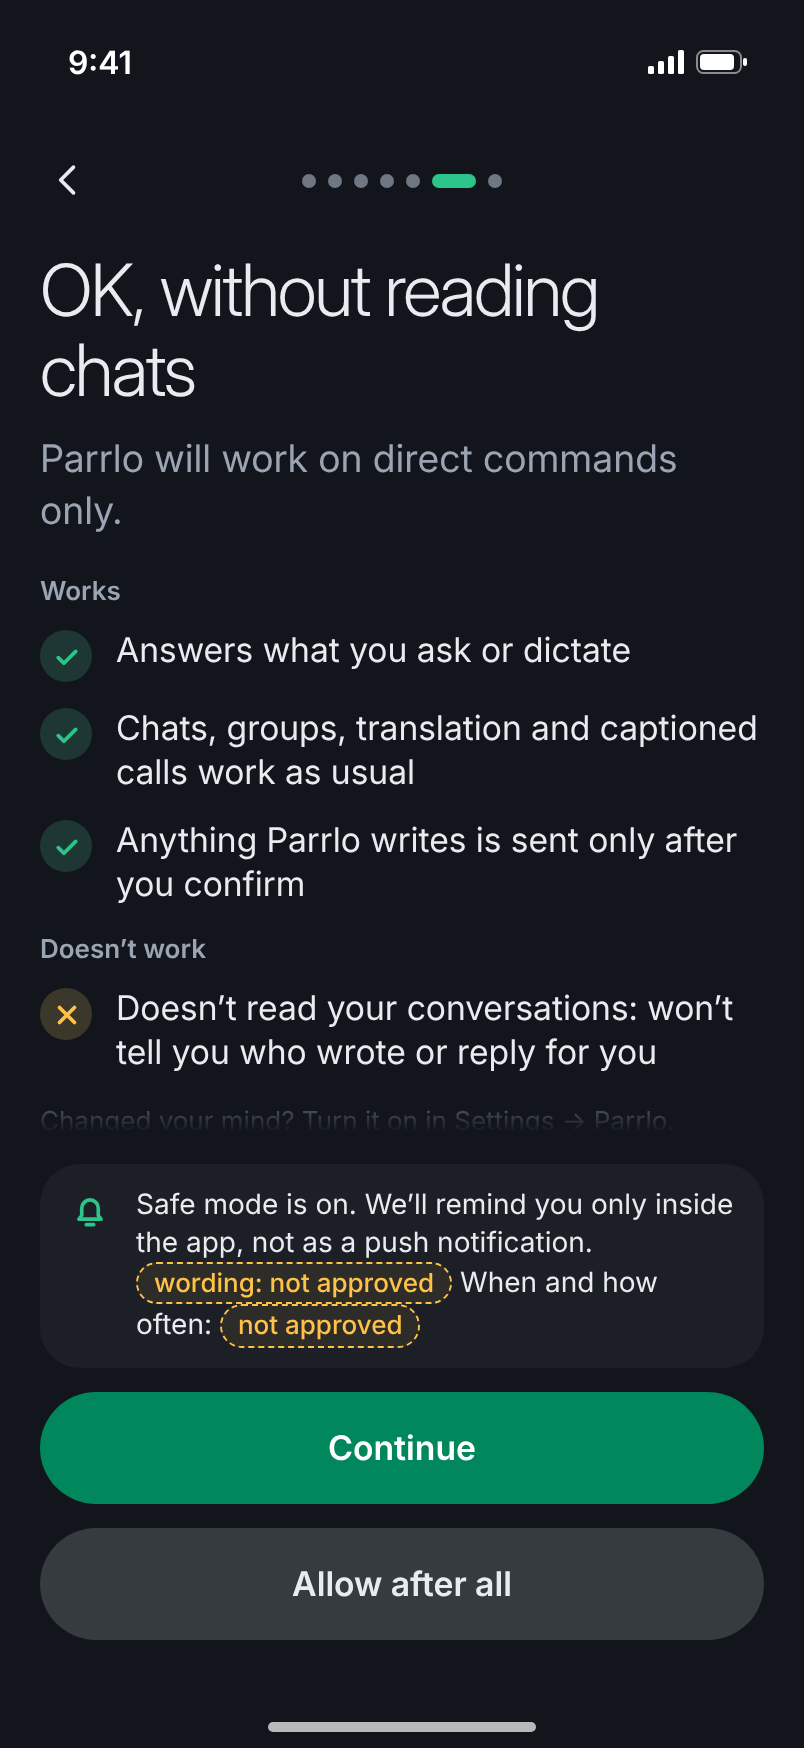 9:41
OK, without reading
chats
Parrlo will work on direct commands
only.
Works
Answers what you ask or dictate
Chats, groups, translation and captioned
calls work as usual
Anything Parrlo writes is sent only after
you confirm
Doesn’t work
Doesn’t read your conversations: won’t
tell you who wrote or reply for you
Changed your mind? Turn it on in Settings → Parrlo.
Safe mode is on. We’ll remind you only inside
the app, not as a push notification.
wording: not approved When and how
often: not approved
Continue
Allow after all